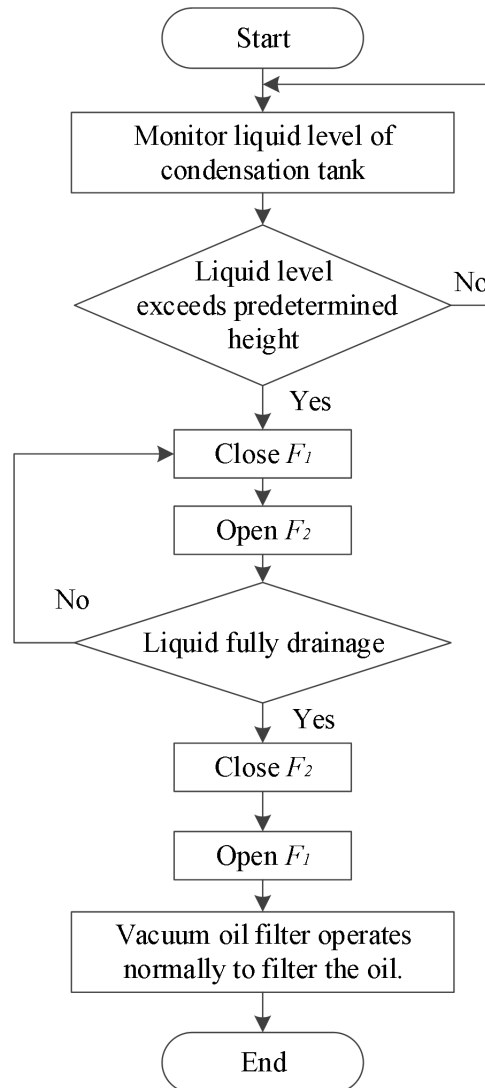 Start
Monitor liquid level of
condensation tank
Liquid level
exceeds predetermined
height
No
Yes
Close F1
Open F2
No
Liquid fully drainage
Yes
Close F2
Open F1
Vacuum oil filter operates
normally to filter the oil.
End